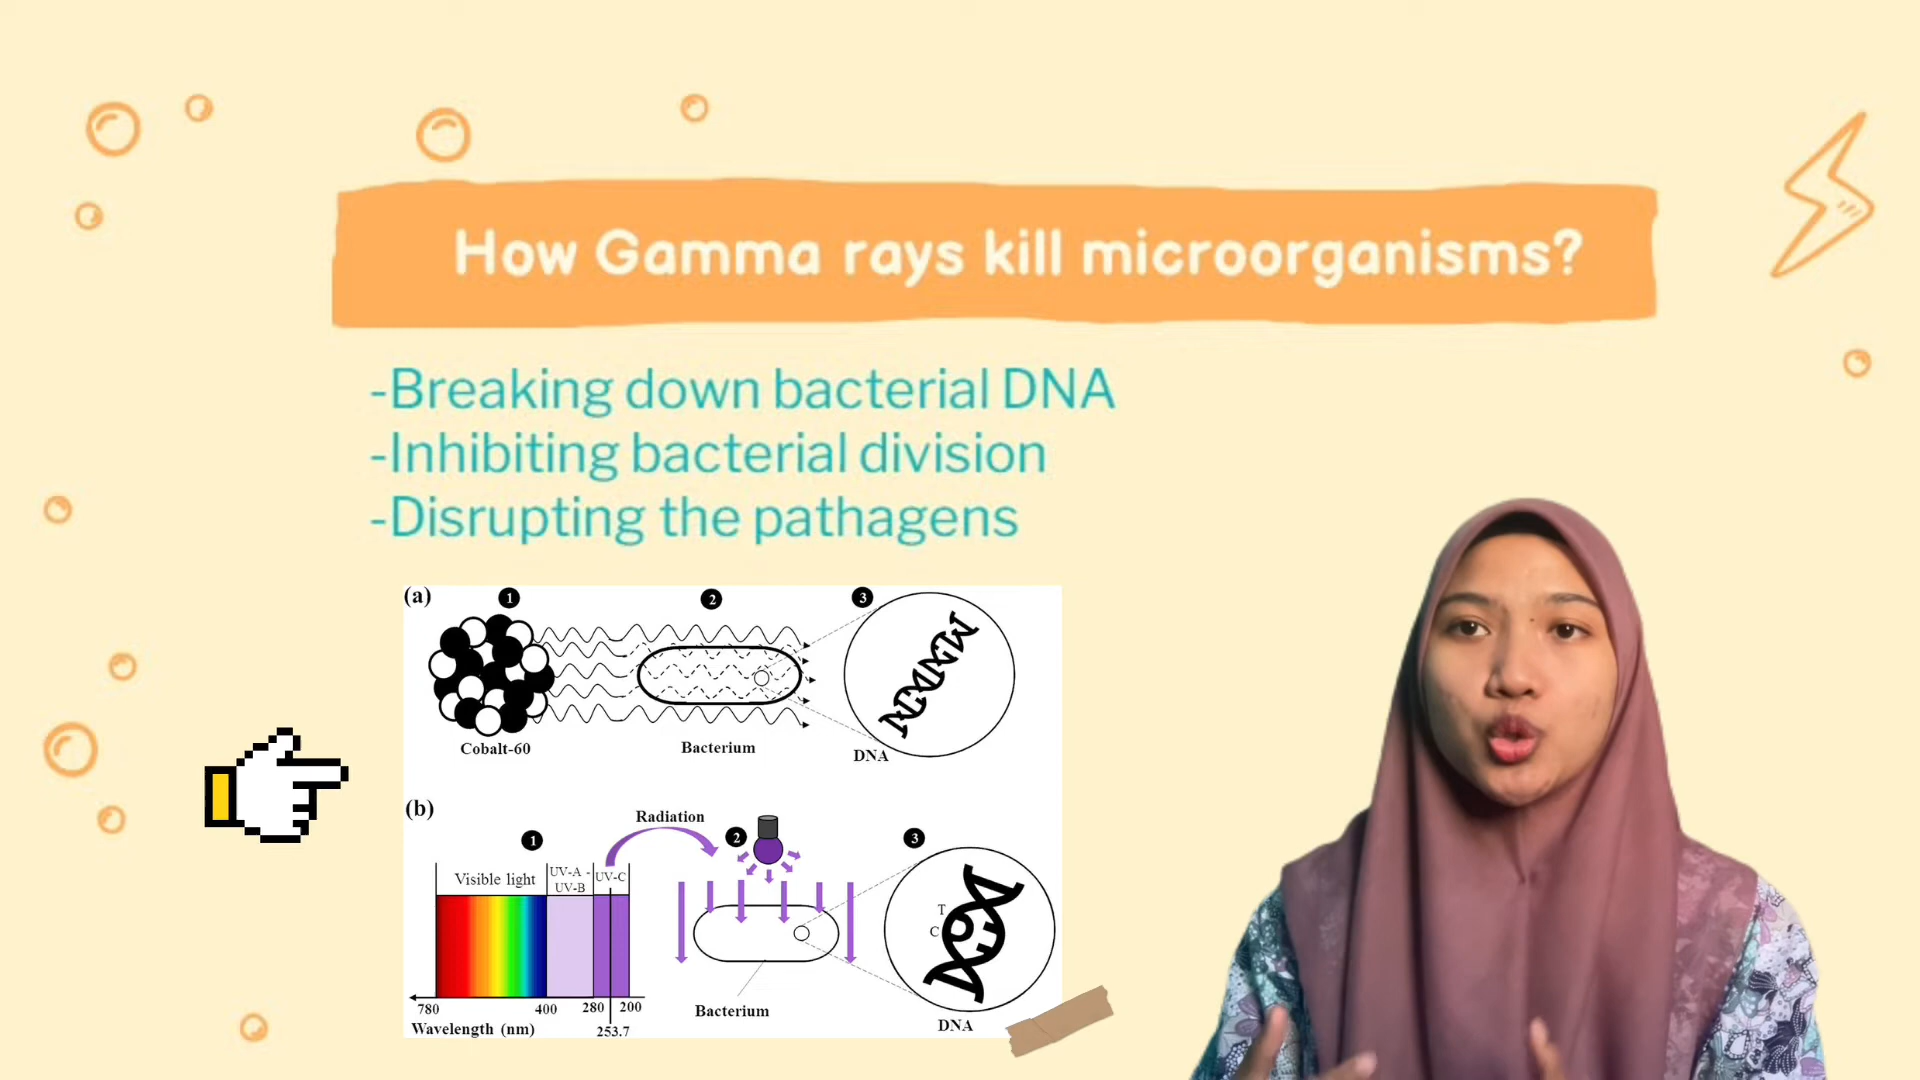 How Gamma rays kill microorganisms?
-Breaking down bacterial DNA
-Inhibiting bacterial division
-Disrupting the pathagens
(a) 1 2 3
Cobalt-60 Bacterium DNA
(b) Radiation
1 2 3
Visible light UV-A - UV-C
UV-B
T
C
780 400 280 200
Wavelength (nm) 253.7
Bacterium
DNA